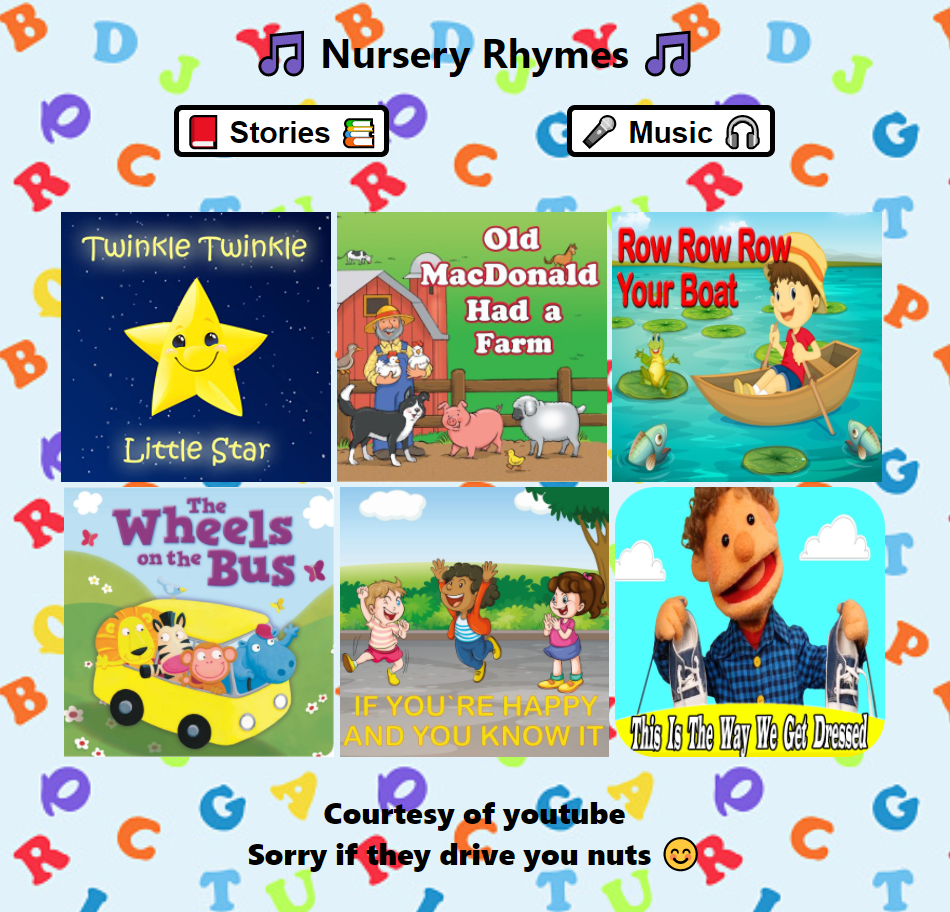 🎵 Nursery Rhymes 🎵
📕 Stories 📚
🎤 Music 🎧
Twinkle Twinkle
Little Star
Old
MacDonald
Had a
Farm
Row Row Row
Your Boat
The
Wheels
on the
Bus
IF YOU`RE HAPPY
AND YOU KNOW IT
This Is The Way We Get Dressed
Courtesy of youtube
Sorry if they drive you nuts 😊